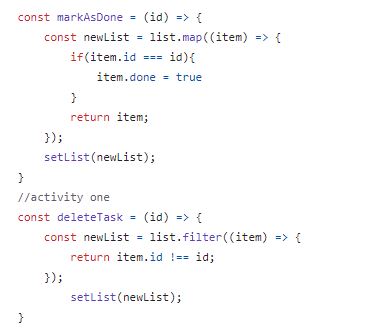 const markAsDone = (id) => {
    const newList = list.map((item) => {
        if(item.id === id){
            item.done = true
        }
        return item;
    });
    setList(newList);
}
//activity one
const deleteTask = (id) => {
    const newList = list.filter((item) => {
        return item.id !== id;
    });
        setList(newList);
}